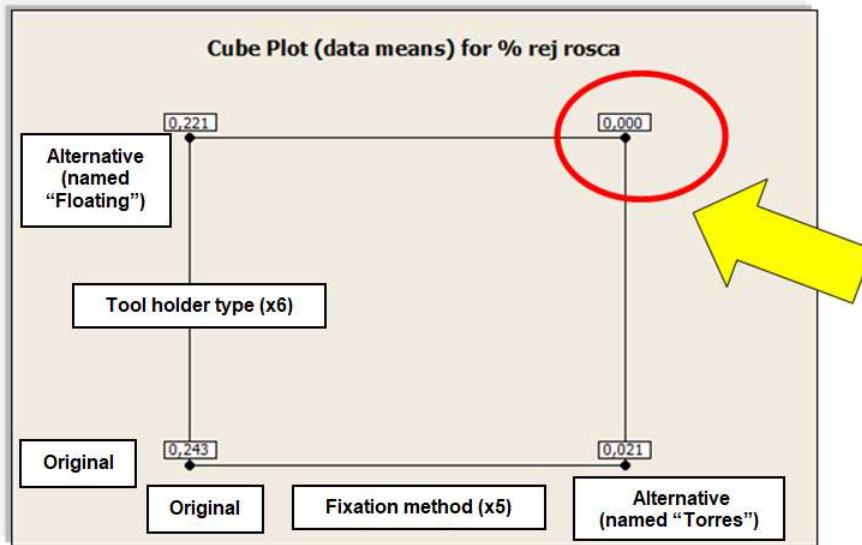 Cube Plot (data means) for % rej rosca
0,221
0,000
Alternative
(named
“Floating”)
Tool holder type (x6)
0,243
0,021
Original
Original
Fixation method (x5)
Alternative
(named “Torres”)